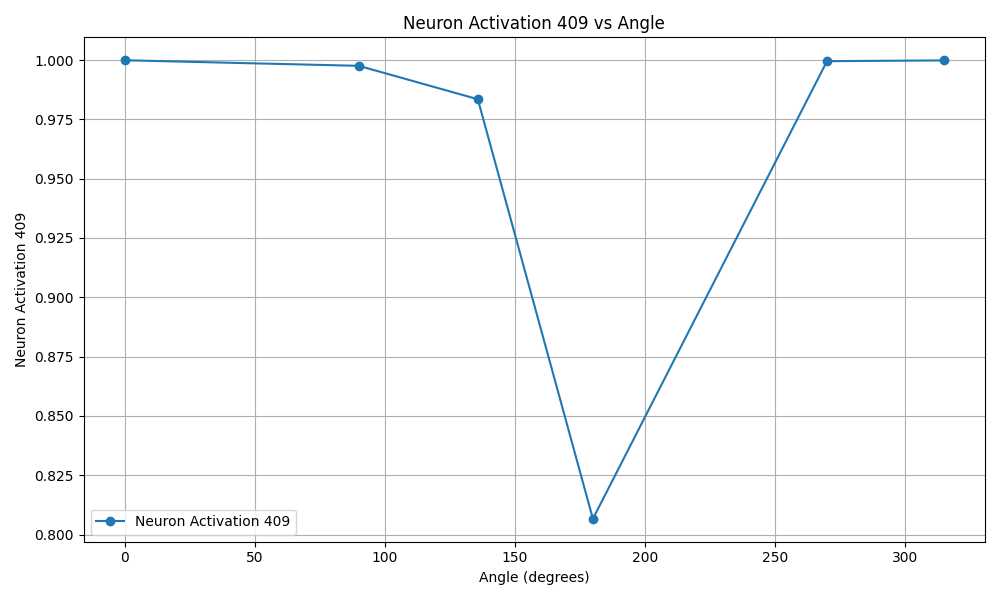 Neuron Activation 409 vs Angle
Neuron Activation 409
1.000
0.975
0.950
0.925
0.900
0.875
0.850
0.825
0.800
Neuron Activation 409
0 50 100 150 200 250 300
Angle (degrees)